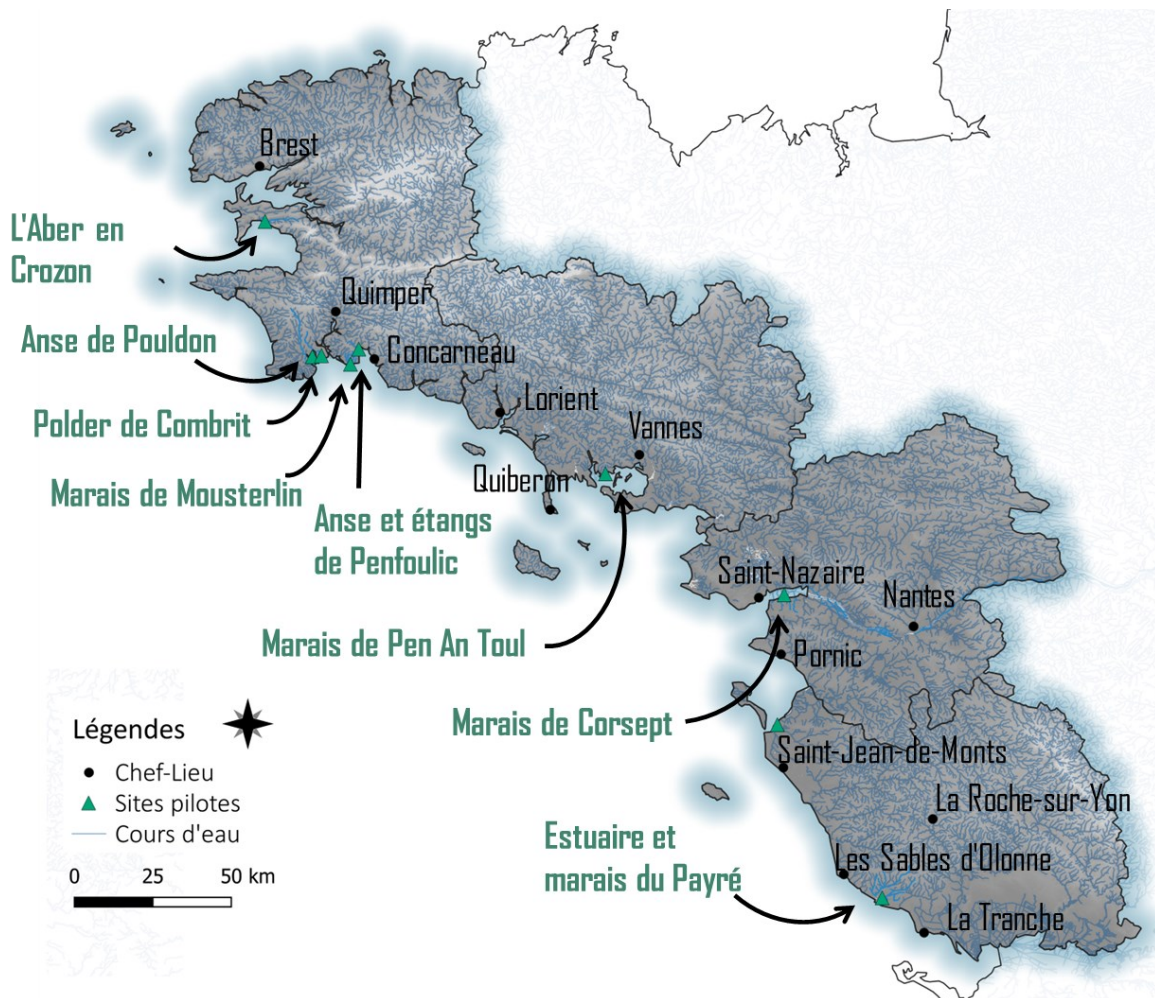 Brest
L'Aber en
Crozon
Quimper
Anse de Pouldon
Concarneau
Polder de Combrit
Lorient
Vannes
Marais de Mousterlin
Quiberon
Anse et étangs
de Penfoulic
Saint-Nazaire
Nantes
Marais de Pen An Toul
Pornic
Marais de Corsept
Légendes
Chef-Lieu
Sites pilotes
Cours d'eau
0 25 50 km
Saint-Jean-de-Monts
La Roche-sur-Yon
Estuaire et
marais du Payré
Les Sables d'Olonne
La Tranche